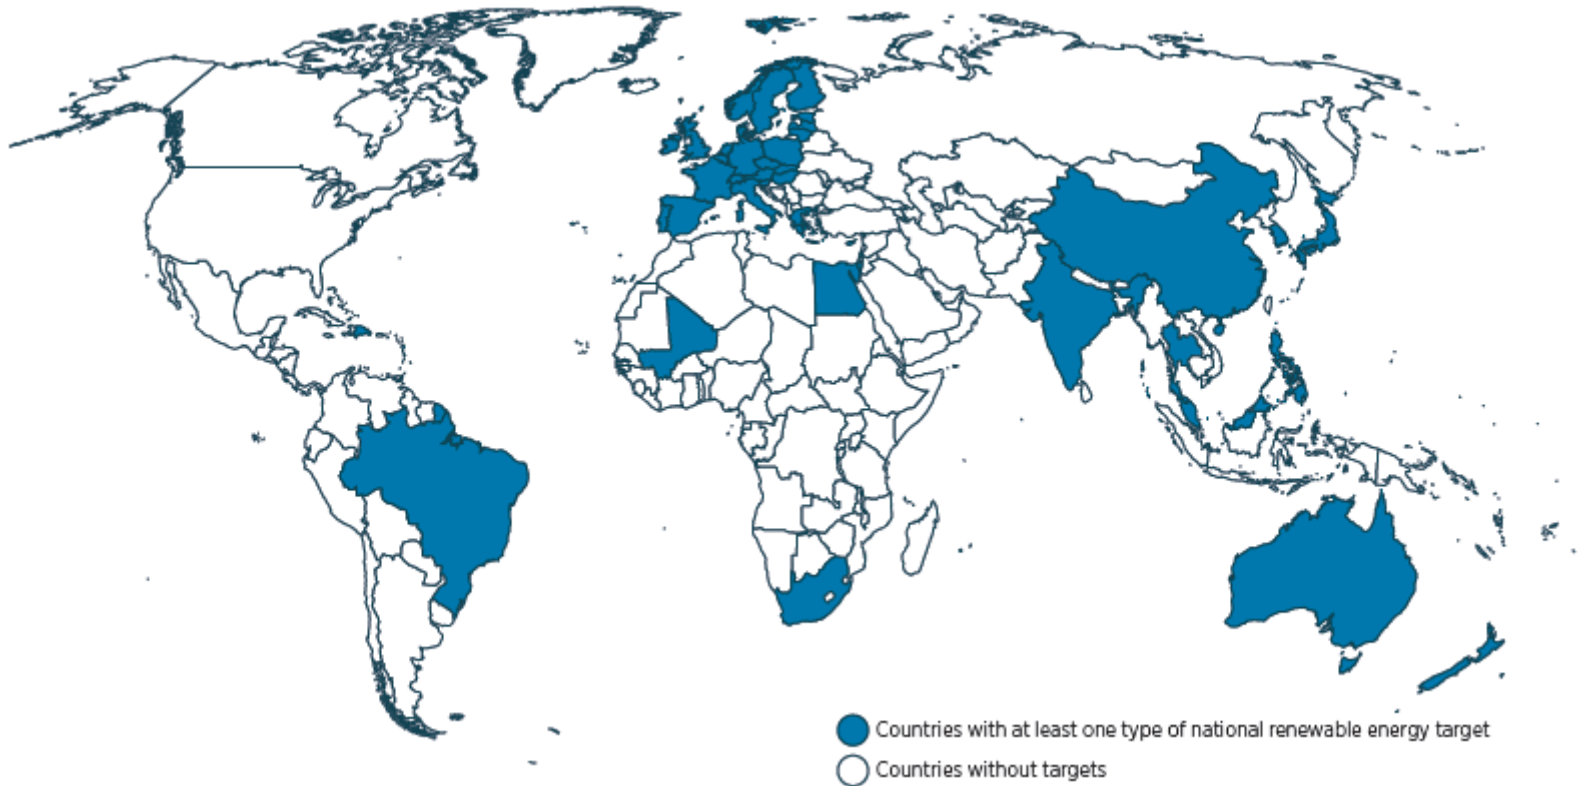 Countries with at least one type of national renewable energy target
Countries without targets